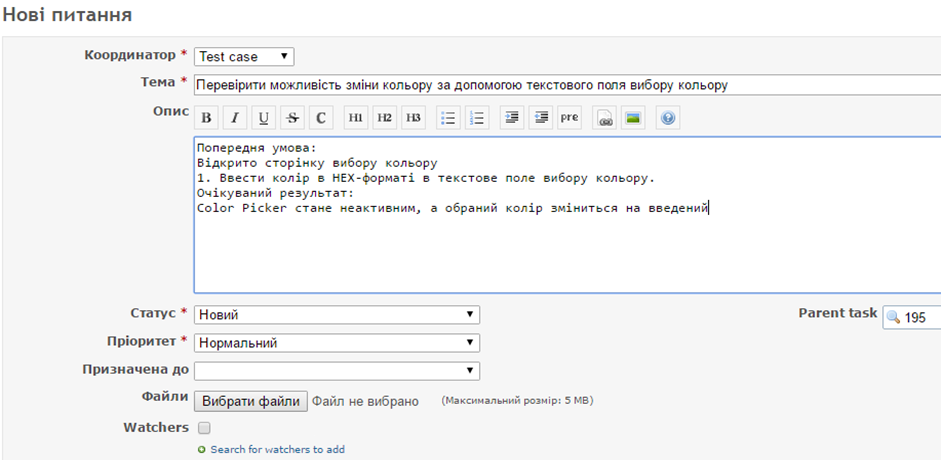 Нові питання
Координатор * Test case
Тема * Перевірити можливість зміни кольору за допомогою текстового поля вибору кольору
Опис B I U S C H1 H2 H3 pre
Попередня умова:
Відкрито сторінку вибору кольору
1. Ввести колір в HEX-форматі в текстове поле вибору кольору.
Очікуваний результат:
Color Picker стане неактивним, а обраний колір зміниться на введений
Статус * Новий Parent task 195
Пріоритет * Нормальний
Призначена до
Файли Вибрати файли Файл не вибрано (Максимальний розмір: 5 MB)
Watchers
Search for watchers to add